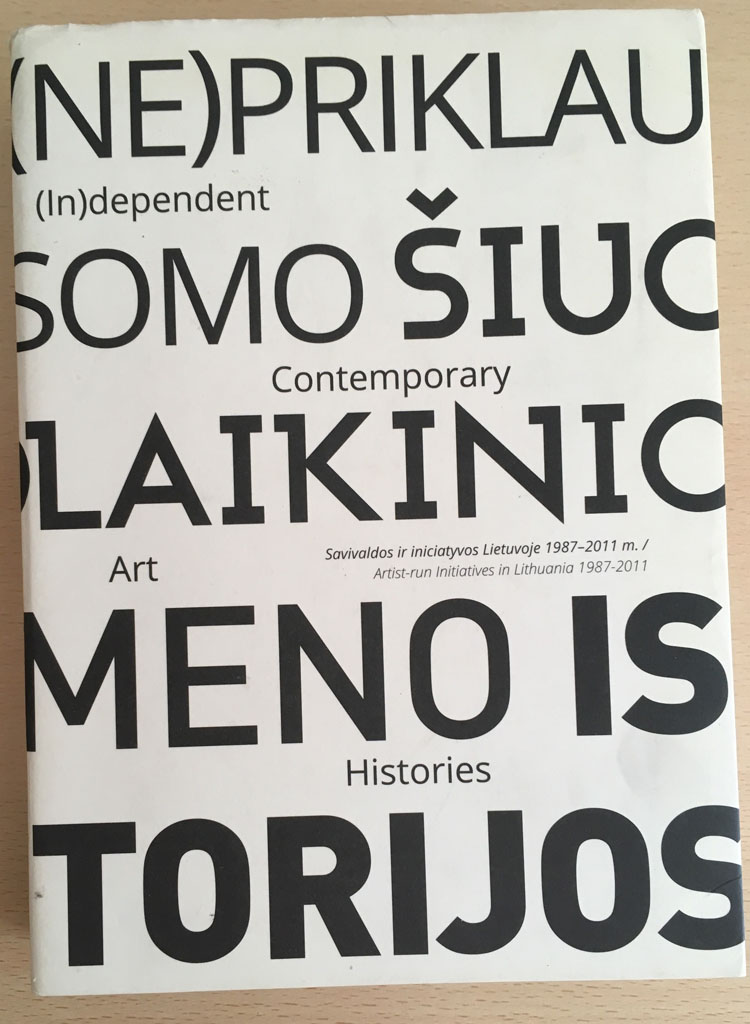 (NE)PRIKLAU
(In)dependent
SOMO ŠIUO
Contemporary
OLAIKINIO
Art
Savivaldos ir iniciatyvos Lietuvoje 1987–2011 m. /
Artist-run Initiatives in Lithuania 1987-2011
MENO IS
Histories
TORIJOS